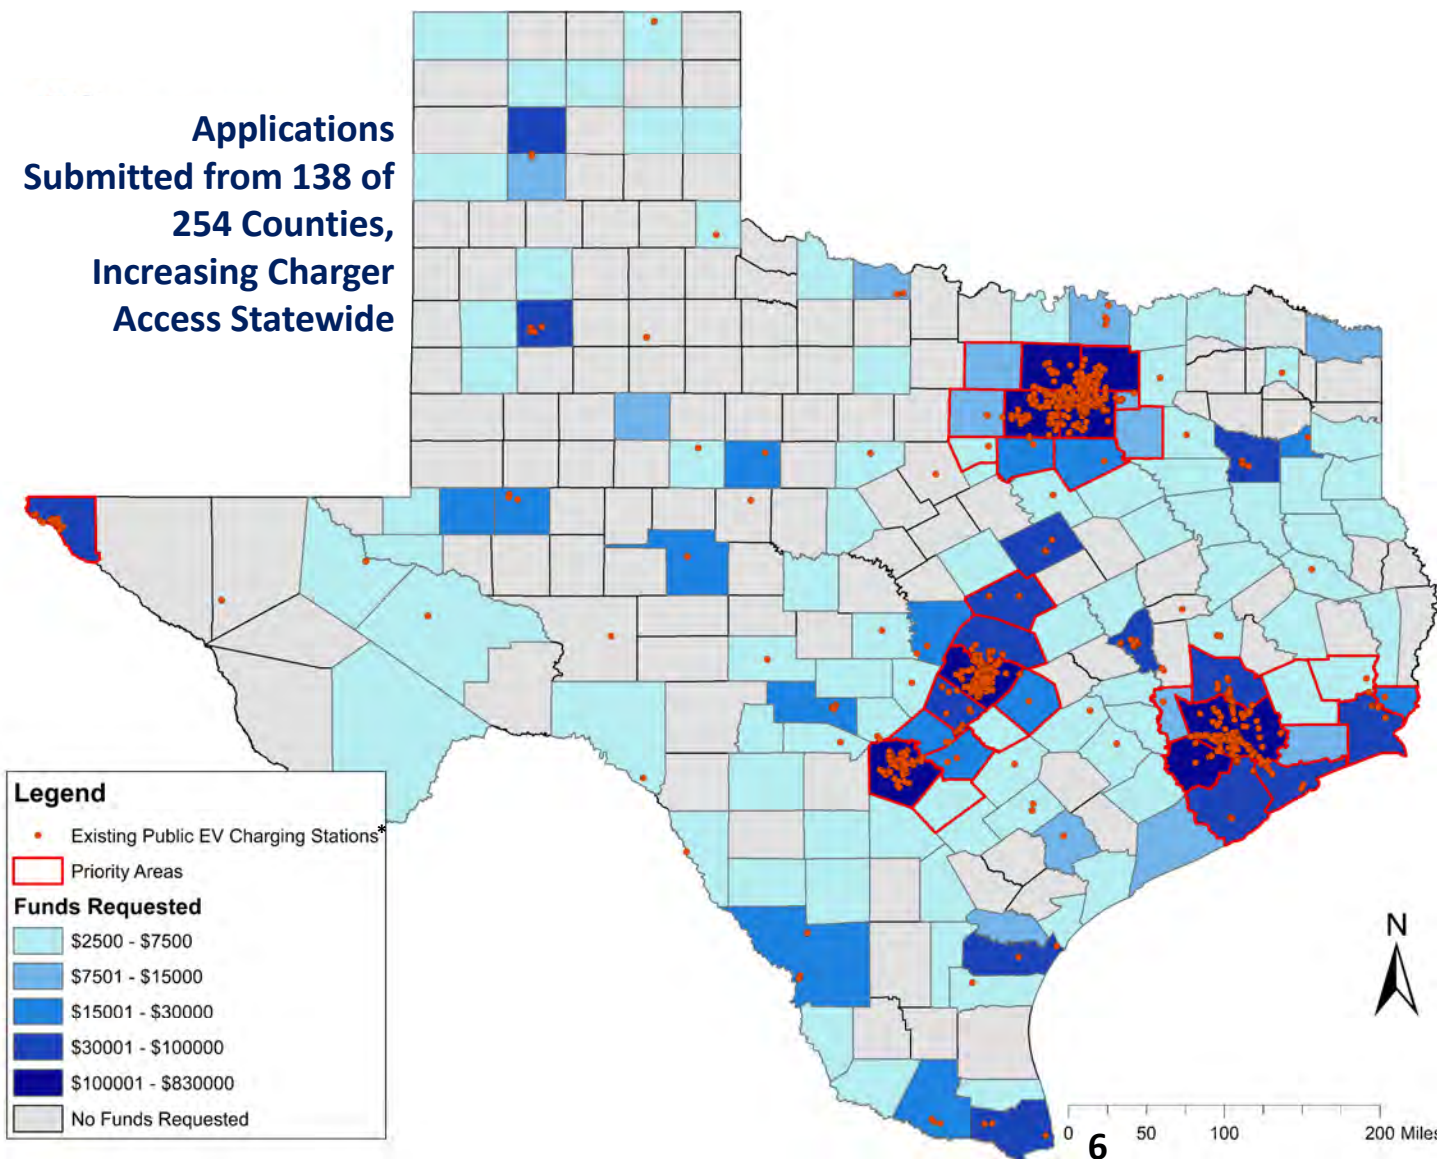 Applications
Submitted from 138 of
254 Counties,
Increasing Charger
Access Statewide
Legend
Existing Public EV Charging Stations*
Priority Areas
Funds Requested
$2500 - $7500
$7501 - $15000
$15001 - $30000
$30001 - $100000
$100001 - $830000
No Funds Requested
N
0 50 100 200 Miles
6